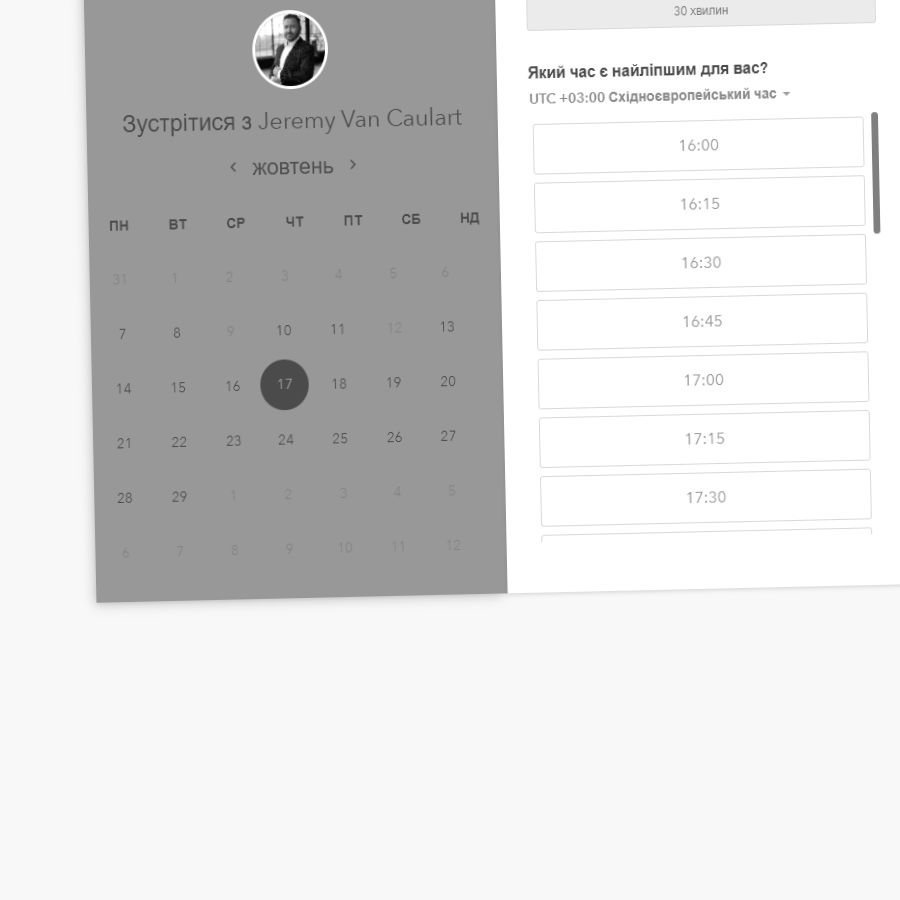 Зустрітися з Jeremy Van Caulart
‹ жовтень ›
ПН ВТ СР ЧТ ПТ СБ НД
31 1 2 3 4 5 6
7 8 9 10 11 12 13
14 15 16 17 18 19 20
21 22 23 24 25 26 27
28 29 1 2 3 4 5
6 7 8 9 10 11 12
30 хвилин
Який час є найліпшим для вас?
UTC +03:00 Східноєвропейський час
16:00
16:15
16:30
16:45
17:00
17:15
17:30